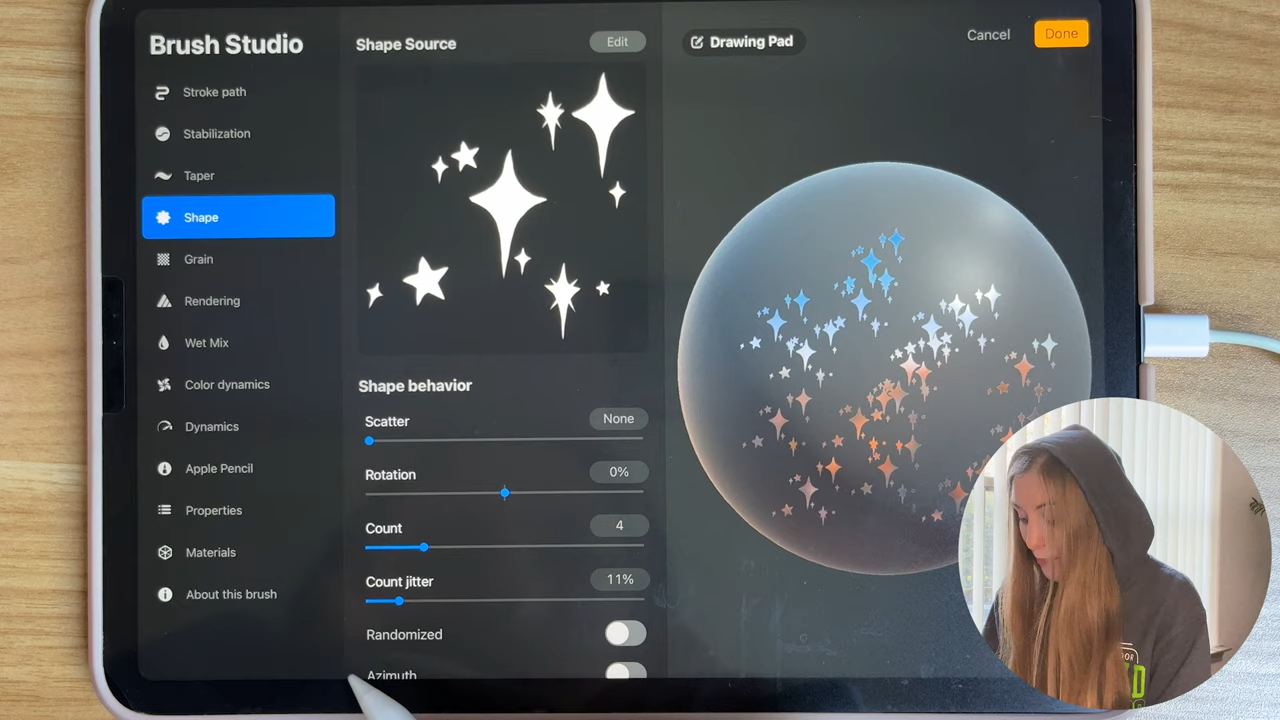 Brush Studio
Stroke path
Stabilization
Taper
Shape
Grain
Rendering
Wet Mix
Color dynamics
Dynamics
Apple Pencil
Properties
Materials
About this brush
Shape Source
Edit
Shape behavior
Scatter
None
Rotation
0%
Count
4
Count jitter
11%
Randomized
Azimuth
Drawing Pad
Cancel
Done